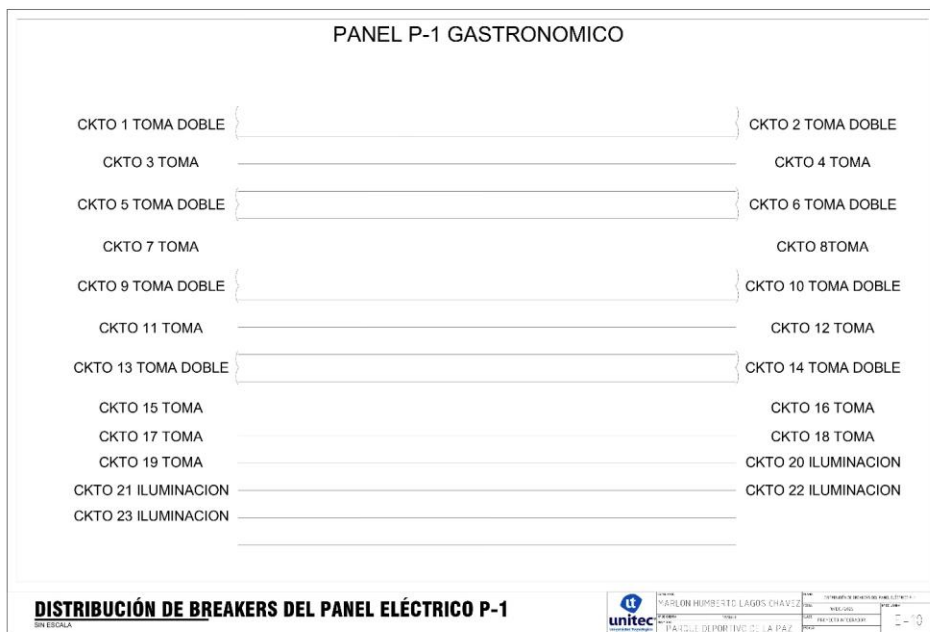 PANEL P-1 GASTRONOMICO
CKTO 1 TOMA DOBLE CKTO 2 TOMA DOBLE
CKTO 3 TOMA CKTO 4 TOMA
CKTO 5 TOMA DOBLE CKTO 6 TOMA DOBLE
CKTO 7 TOMA CKTO 8TOMA
CKTO 9 TOMA DOBLE CKTO 10 TOMA DOBLE
CKTO 11 TOMA CKTO 12 TOMA
CKTO 13 TOMA DOBLE CKTO 14 TOMA DOBLE
CKTO 15 TOMA CKTO 16 TOMA
CKTO 17 TOMA CKTO 18 TOMA
CKTO 19 TOMA CKTO 20 ILUMINACION
CKTO 21 ILUMINACION CKTO 22 ILUMINACION
CKTO 23 ILUMINACION
DISTRIBUCIÓN DE BREAKERS DEL PANEL ELÉCTRICO P-1
SIN ESCALA
ut
unitec
MARLON HUMBERTO LAGOS CHAVEZ
PARQUE DEPORTIVO DE LA PAZ